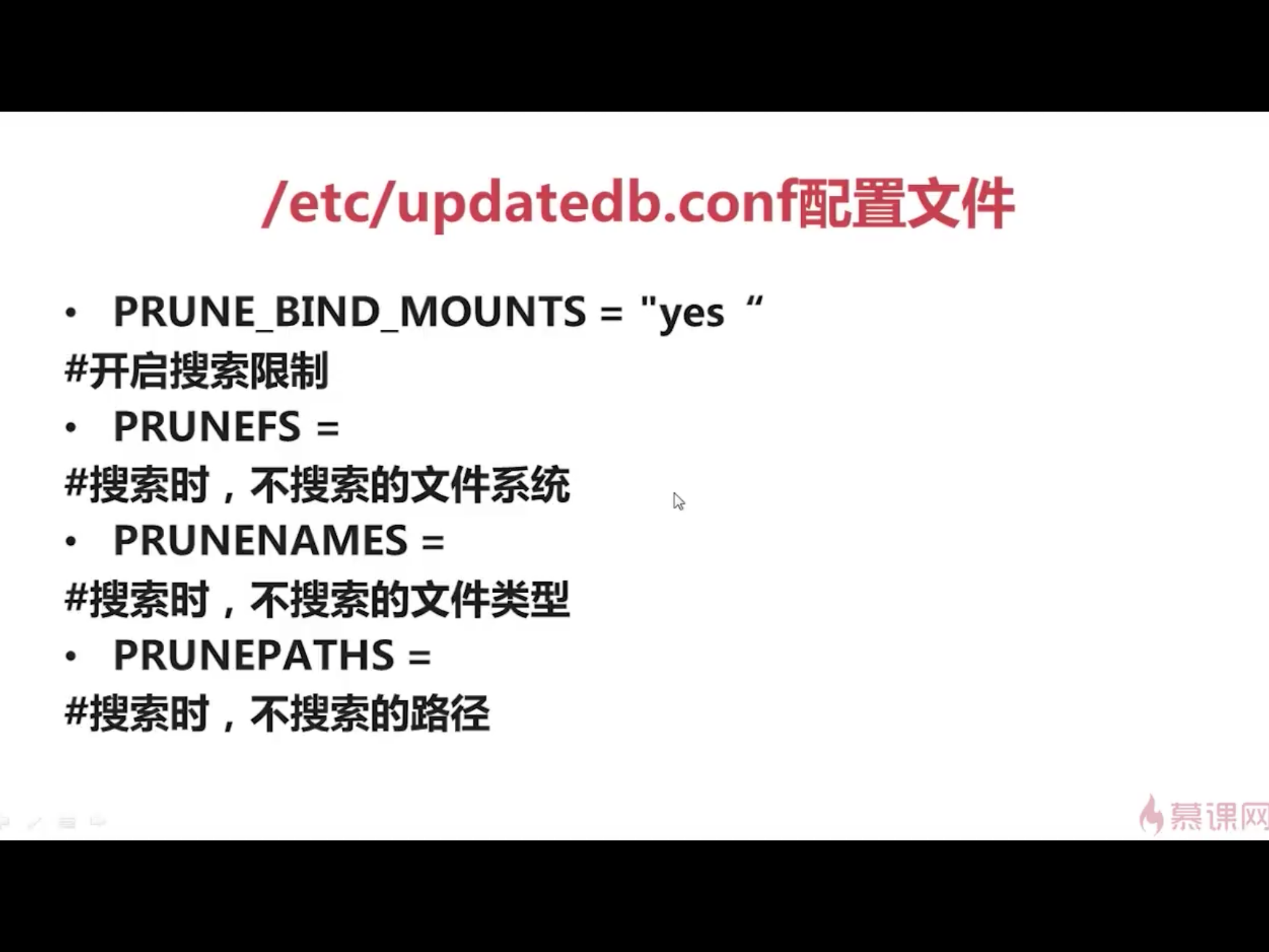 /etc/updatedb.conf配置文件
• PRUNE_BIND_MOUNTS = "yes “
#开启搜索限制
• PRUNEFS =
#搜索时，不搜索的文件系统
• PRUNENAMES =
#搜索时，不搜索的文件类型
• PRUNEPATHS =
#搜索时，不搜索的路径
慕课网